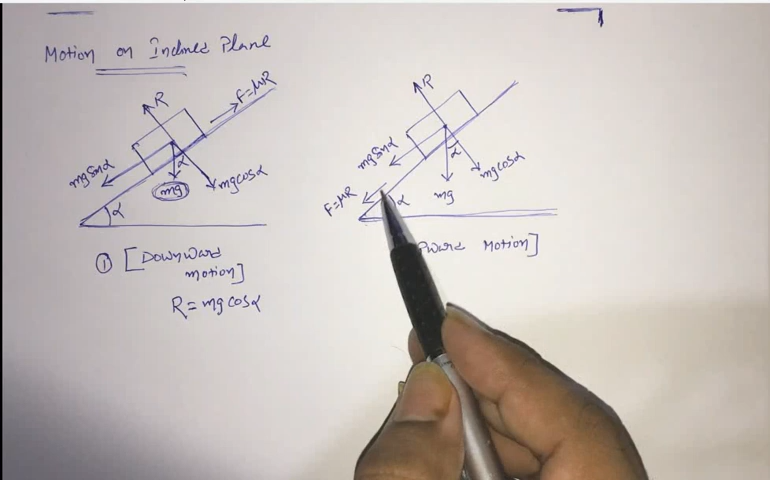 Motion on Inclined Plane
R
F=μR
mg sinα
α
mg
mg cosα
α
① [Downward
motion]
R = mg cosα
R
mg sinα
α
mg cosα
mg
F=μR
α
Motion]